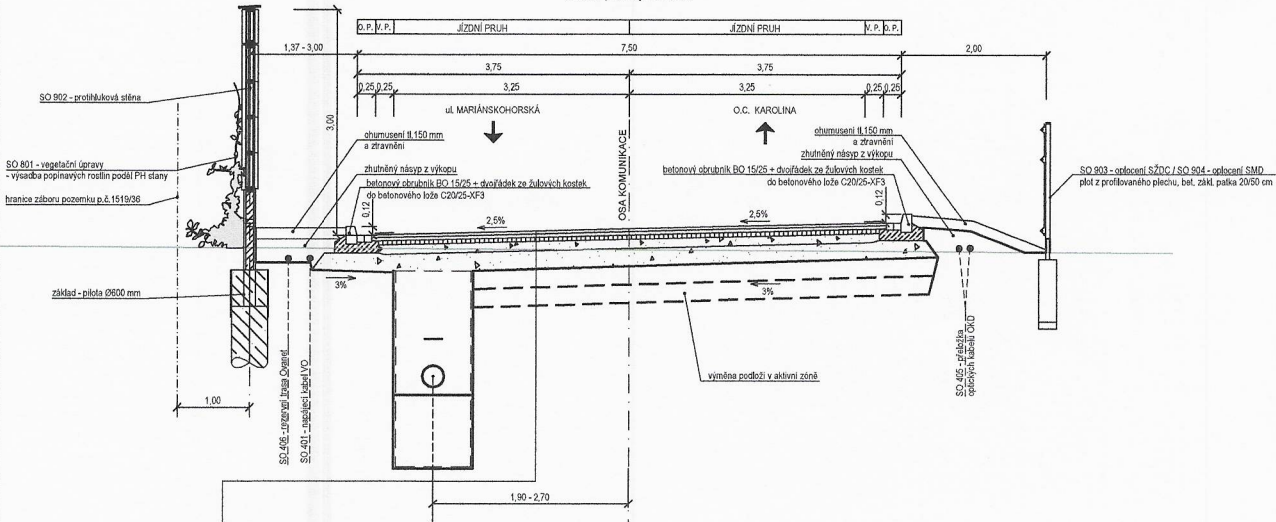 O. P. V. P. JÍZDNÍ PRUH JÍZDNÍ PRUH V. P. O. P.
1,37 - 3,00 7,50 2,00
3,75 3,75
0,25 0,25 3,25 3,25 0,25 0,25
SO 902 - protihluková stěna
3,00
ul. MARIÁNSKOHORSKÁ
O.C. KAROLINA
ohumusení tl.150 mm
a zatravnění
ohumusení tl.150 mm
a zatravnění
SO 801 - vegetační úpravy
- výsadba popínavých rostlin podél PH stany
zhutněný násyp z výkopu
zhutněný násyp z výkopu
betonový obrubník BO 15/25 + dvojřádek ze žulových kostek
do betonového lože C20/25-XF3
betonový obrubník BO 15/25 + dvojřádek ze žulových kostek
do betonového lože C20/25-XF3
SO 903 - oplocení SŽDC / SO 904 - oplocení SMD
plot z profilovaného plechu, bet. zákl. patka 20/50 cm
hranice záboru pozemku p.č.1519/36
OSA KOMUNIKACE
0,12
0,12
2,5%
2,5%
3%
3%
základ - pilota Ø600 mm
výměna podloží v aktivní zóně
1,00
SO 406 - rezervní trasa Ovanet
SO 401 - napájecí kabel VO
SO 405 - přeložka
optických kabelů OKD
1,90 - 2,70